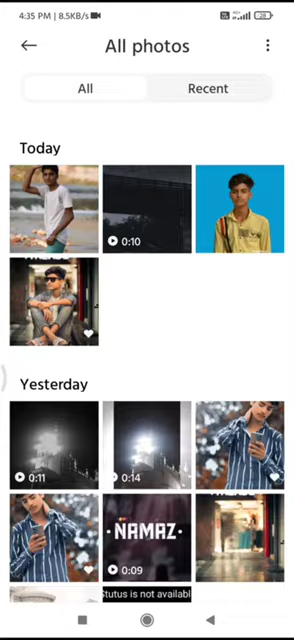 4:35 PM | 8.5KB/s
28
All photos
All
Recent
Today
0:10
Yesterday
0:11
0:14
NAMAZ
0:09
Stutus is not availabl